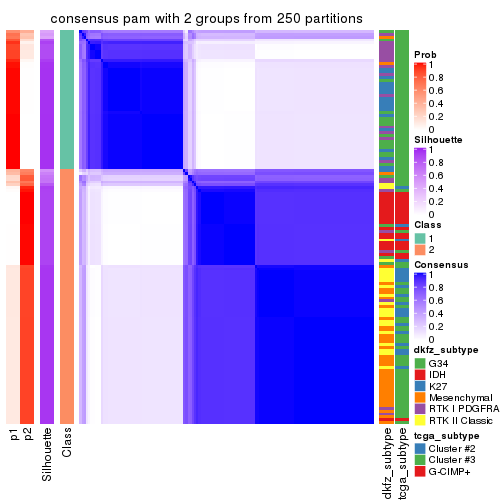 consensus pam with 2 groups from 250 partitions
Prob
1
0.8
0.6
0.4
0.2
0
Silhouette
1
0.8
0.6
0.4
0.2
0
Class
1
2
Consensus
1
0.8
0.6
0.4
0.2
0
dkfz_subtype
G34
IDH
K27
Mesenchymal
RTK I PDGFRA
RTK II Classic
tcga_subtype
Cluster #2
Cluster #3
G-CIMP+
p1
p2
Silhouette
Class
dkfz_subtype
tcga_subtype